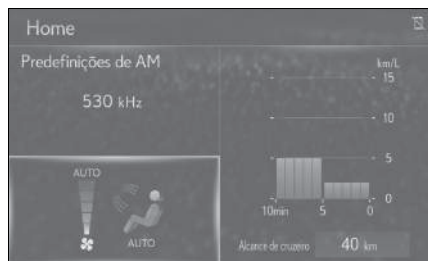 Home
Predefinições de AM
530 kHz
AUTO
AUTO
km/L
15
10
5
0
10min 5 0
Alcance de cruzeiro 40 km